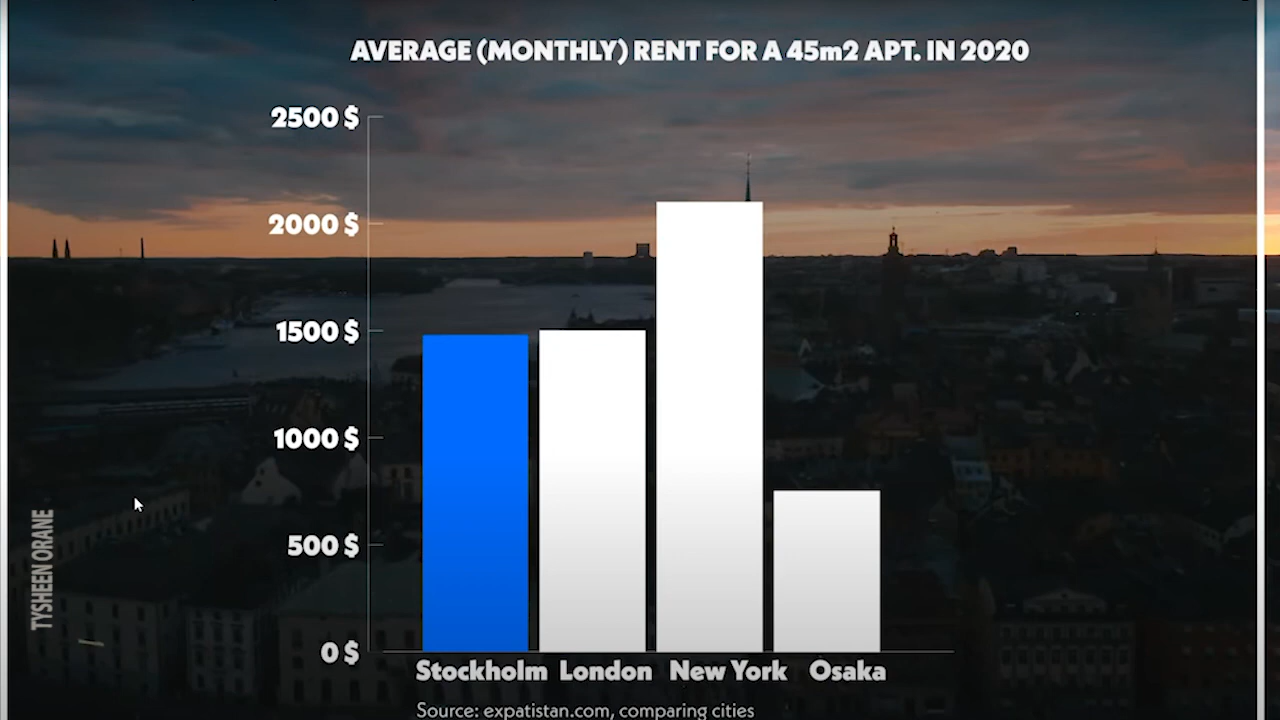 AVERAGE (MONTHLY) RENT FOR A 45m2 APT. IN 2020
2500 $
2000 $
1500 $
1000 $
500 $
0 $
Stockholm London New York Osaka
Source: expatistan.com, comparing cities
TYSHEEN ORANE